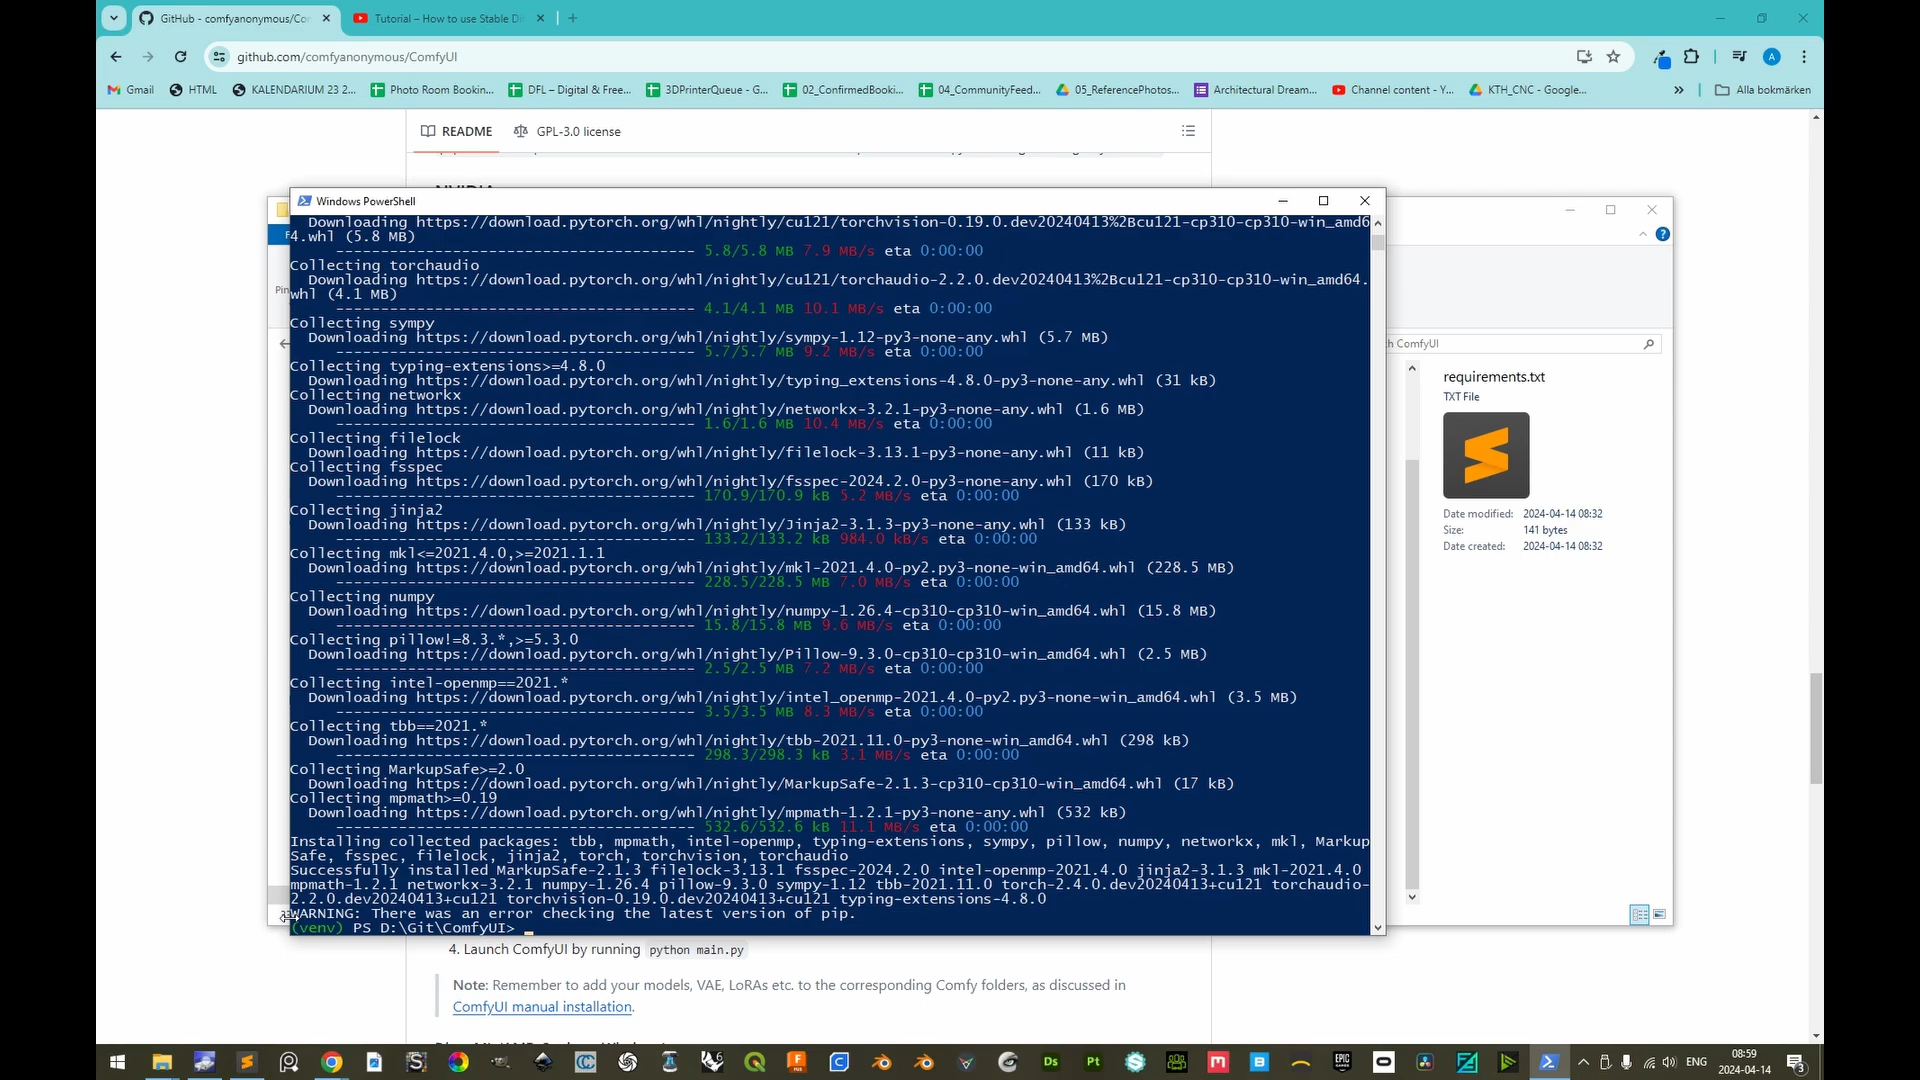 GitHub - comfyanonymous/Co
Tutorial – How to use Stable Di
github.com/comfyanonymous/ComfyUI
A
Gmail
HTML
KALENDARIUM 23 2...
Photo Room Bookin...
DFL – Digital & Free...
3DPrinterQueue - G...
02_ConfirmedBooki...
04_CommunityFeed...
05_ReferencePhotos...
Architectural Dream...
Channel content - Y...
KTH_CNC - Google...
Alla bokmärken
README
GPL-3.0 license
Windows PowerShell
Downloading https://download.pytorch.org/whl/nightly/cu121/torchvision-0.19.0.dev20240413%2Bcu121-cp310-cp310-win_amd6
4.whl (5.8 MB)
---------------------------------------- 5.8/5.8 MB 7.9 MB/s eta 0:00:00
Collecting torchaudio
Downloading https://download.pytorch.org/whl/nightly/cu121/torchaudio-2.2.0.dev20240413%2Bcu121-cp310-cp310-win_amd64.
whl (4.1 MB)
---------------------------------------- 4.1/4.1 MB 10.1 MB/s eta 0:00:00
Collecting sympy
Downloading https://download.pytorch.org/whl/nightly/sympy-1.12-py3-none-any.whl (5.7 MB)
---------------------------------------- 5.7/5.7 MB 9.2 MB/s eta 0:00:00
Collecting typing-extensions>=4.8.0
Downloading https://download.pytorch.org/whl/nightly/typing_extensions-4.8.0-py3-none-any.whl (31 kB)
Collecting networkx
Downloading https://download.pytorch.org/whl/nightly/networkx-3.2.1-py3-none-any.whl (1.6 MB)
---------------------------------------- 1.6/1.6 MB 10.4 MB/s eta 0:00:00
Collecting filelock
Downloading https://download.pytorch.org/whl/nightly/filelock-3.13.1-py3-none-any.whl (11 kB)
Collecting fsspec
Downloading https://download.pytorch.org/whl/nightly/fsspec-2024.2.0-py3-none-any.whl (170 kB)
---------------------------------------- 170.9/170.9 kB 5.2 MB/s eta 0:00:00
Collecting jinja2
Downloading https://download.pytorch.org/whl/nightly/Jinja2-3.1.3-py3-none-any.whl (133 kB)
---------------------------------------- 133.2/133.2 kB 984.0 kB/s eta 0:00:00
Collecting mkl<=2021.4.0,>=2021.1.1
Downloading https://download.pytorch.org/whl/nightly/mkl-2021.4.0-py2.py3-none-win_amd64.whl (228.5 MB)
---------------------------------------- 228.5/228.5 MB 7.0 MB/s eta 0:00:00
Collecting numpy
Downloading https://download.pytorch.org/whl/nightly/numpy-1.26.4-cp310-cp310-win_amd64.whl (15.8 MB)
---------------------------------------- 15.8/15.8 MB 9.6 MB/s eta 0:00:00
Collecting pillow!=8.3.*,>=5.3.0
Downloading https://download.pytorch.org/whl/nightly/Pillow-9.3.0-cp310-cp310-win_amd64.whl (2.5 MB)
---------------------------------------- 2.5/2.5 MB 7.2 MB/s eta 0:00:00
Collecting intel-openmp==2021.*
Downloading https://download.pytorch.org/whl/nightly/intel_openmp-2021.4.0-py2.py3-none-win_amd64.whl (3.5 MB)
---------------------------------------- 3.5/3.5 MB 8.3 MB/s eta 0:00:00
Collecting tbb==2021.*
Downloading https://download.pytorch.org/whl/nightly/tbb-2021.11.0-py3-none-win_amd64.whl (298 kB)
---------------------------------------- 298.3/298.3 kB 3.1 MB/s eta 0:00:00
Collecting MarkupSafe>=2.0
Downloading https://download.pytorch.org/whl/nightly/MarkupSafe-2.1.3-cp310-cp310-win_amd64.whl (17 kB)
Collecting mpmath>=0.19
Downloading https://download.pytorch.org/whl/nightly/mpmath-1.2.1-py3-none-any.whl (532 kB)
---------------------------------------- 532.6/532.6 kB 11.1 MB/s eta 0:00:00
Installing collected packages: tbb, mpmath, intel-openmp, typing-extensions, sympy, pillow, numpy, networkx, mkl, Markup
Safe, fsspec, filelock, jinja2, torch, torchvision, torchaudio
Successfully installed MarkupSafe-2.1.3 filelock-3.13.1 fsspec-2024.2.0 intel-openmp-2021.4.0 jinja2-3.1.3 mkl-2021.4.0
mpmath-1.2.1 networkx-3.2.1 numpy-1.26.4 pillow-9.3.0 sympy-1.12 tbb-2021.11.0 torch-2.4.0.dev20240413+cu121 torchaudio-
2.2.0.dev20240413+cu121 torchvision-0.19.0.dev20240413+cu121 typing-extensions-4.8.0
WARNING: There was an error checking the latest version of pip.
(venv) PS D:\Git\ComfyUI>
Pin
ch ComfyUI
requirements.txt
TXT File
Date modified: 2024-04-14 08:32
Size: 141 bytes
Date created: 2024-04-14 08:32
4. Launch ComfyUI by running python main.py
Note: Remember to add your models, VAE, LoRAs etc. to the corresponding Comfy folders, as discussed in
ComfyUI manual installation.
Ds
Pt
EPIC
ENG
08:59
2024-04-14
3